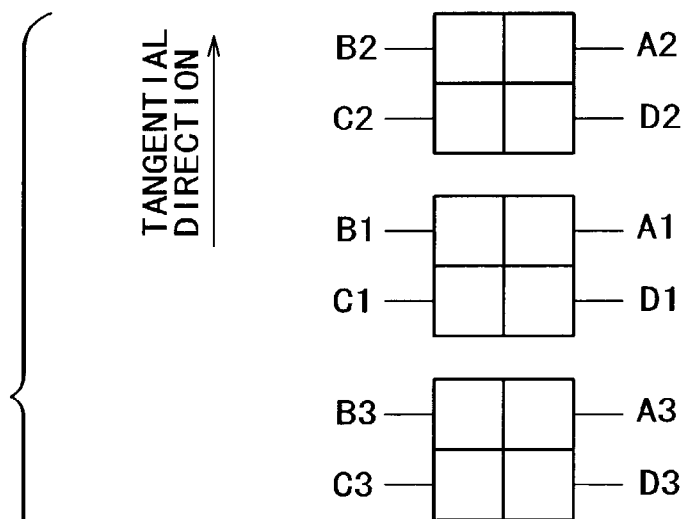 TANGENTIAL
DIRECTION
B2 A2
C2 D2
B1 A1
C1 D1
B3 A3
C3 D3